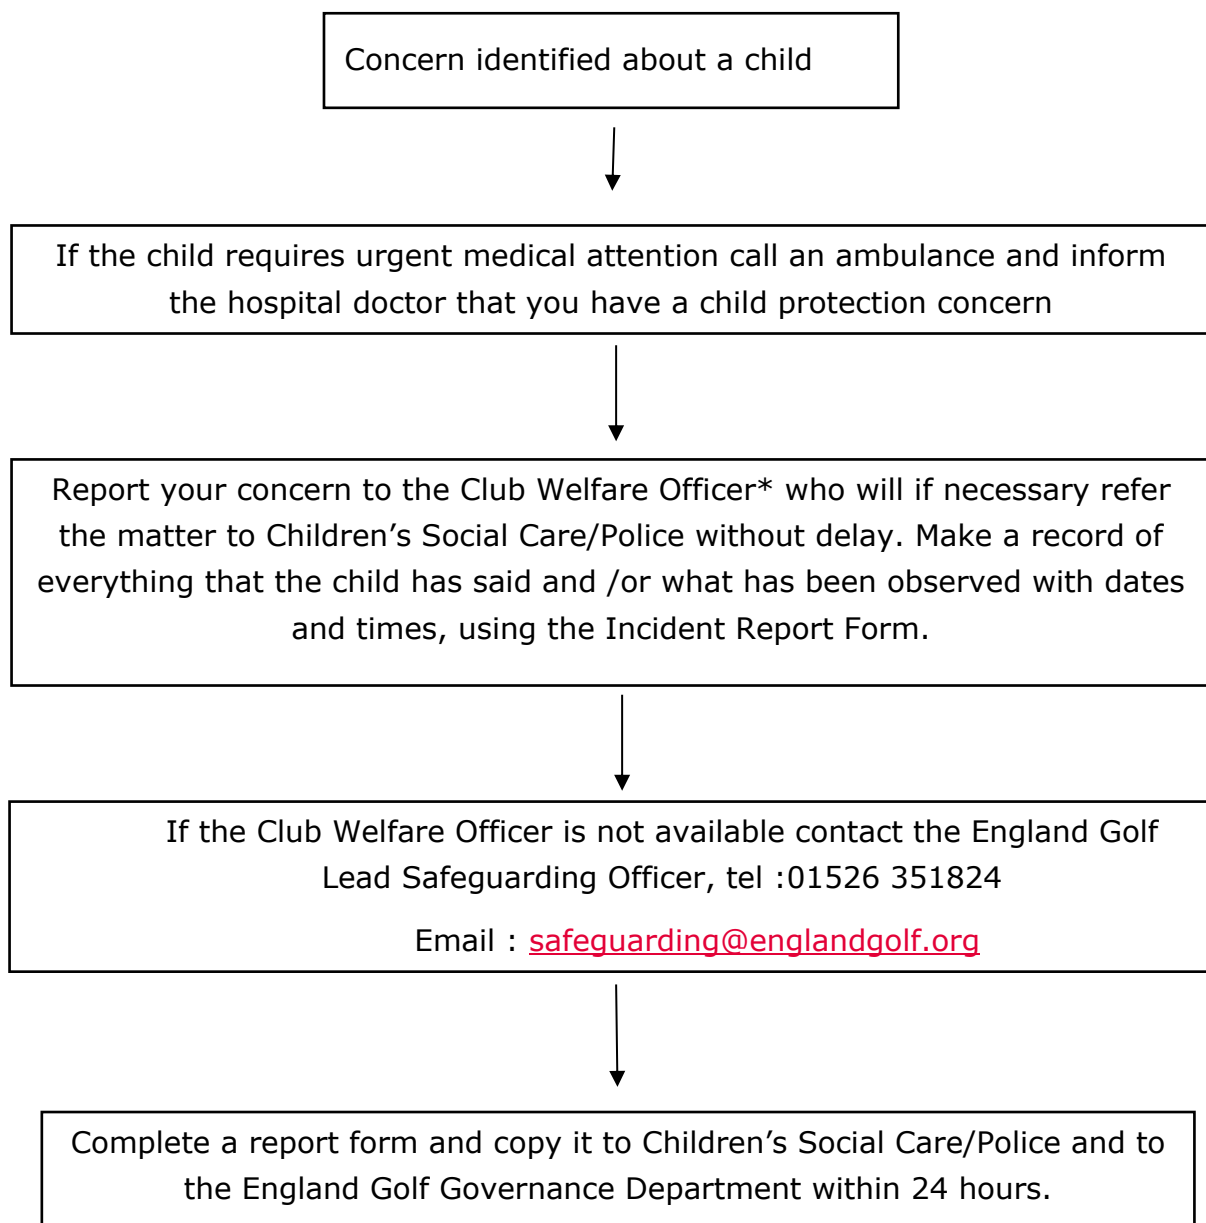 Concern identified about a child
If the child requires urgent medical attention call an ambulance and inform
the hospital doctor that you have a child protection concern
Report your concern to the Club Welfare Officer* who will if necessary refer
the matter to Children’s Social Care/Police without delay. Make a record of
everything that the child has said and /or what has been observed with dates
and times, using the Incident Report Form.
If the Club Welfare Officer is not available contact the England Golf
Lead Safeguarding Officer, tel :01526 351824
Email : safeguarding@englandgolf.org
Complete a report form and copy it to Children’s Social Care/Police and to
the England Golf Governance Department within 24 hours.